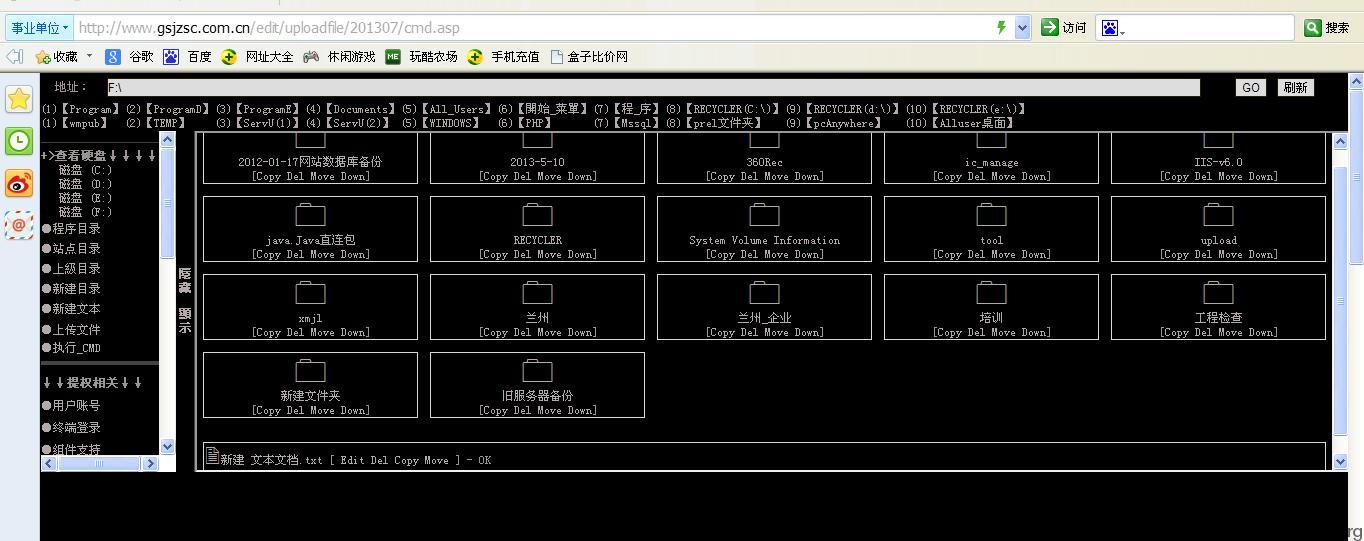 事业单位 http://www.gsjzsc.com.cn/edit/uploadfile/201307/cmd.asp 访问 搜索
收藏 谷歌 百度 网址大全 休闲游戏 玩酷农场 手机充值 盒子比价网
地址： F:\ GO 刷新
(1)【Program】 (2)【ProgramD】 (3)【ProgramE】 (4)【Documents】 (5)【All_Users】 (6)【開始_菜單】 (7)【程_序】 (8)【RECYCLER(C:\)】 (9)【RECYCLER(d:\)】 (10)【RECYCLER(e:\)】
(1)【wmpub】 (2)【TEMP】 (3)【ServU(1)】 (4)【ServU(2)】 (5)【WINDOWS】 (6)【PHP】 (7)【Mssql】 (8)【prel文件夹】 (9)【pcAnywhere】 (10)【Alluser桌面】
+>查看硬盘↓↓↓↓
磁盘 (C:)
磁盘 (D:)
磁盘 (E:)
磁盘 (F:)
●程序目录
●站点目录
●上級目录
●新建目录
●新建文本
●上传文件
●执行_CMD
↓↓提权相关↓↓
●用户账号
●终端登录
●组件支持
隐藏 顯示
2012-01-17网站数据库备份 2013-5-10 360Rec ic_manage IIS-v6.0
[Copy Del Move Down] [Copy Del Move Down] [Copy Del Move Down] [Copy Del Move Down] [Copy Del Move Down]
java.Java直连包 RECYCLER System Volume Information tool upload
[Copy Del Move Down] [Copy Del Move Down] [Copy Del Move Down] [Copy Del Move Down] [Copy Del Move Down]
xmjl 兰州 兰州_企业 培训 工程检查
[Copy Del Move Down] [Copy Del Move Down] [Copy Del Move Down] [Copy Del Move Down] [Copy Del Move Down]
新建文件夹 旧服务器备份
[Copy Del Move Down] [Copy Del Move Down]
新建 文本文档.txt [ Edit Del Copy Move ] - 0K
rg